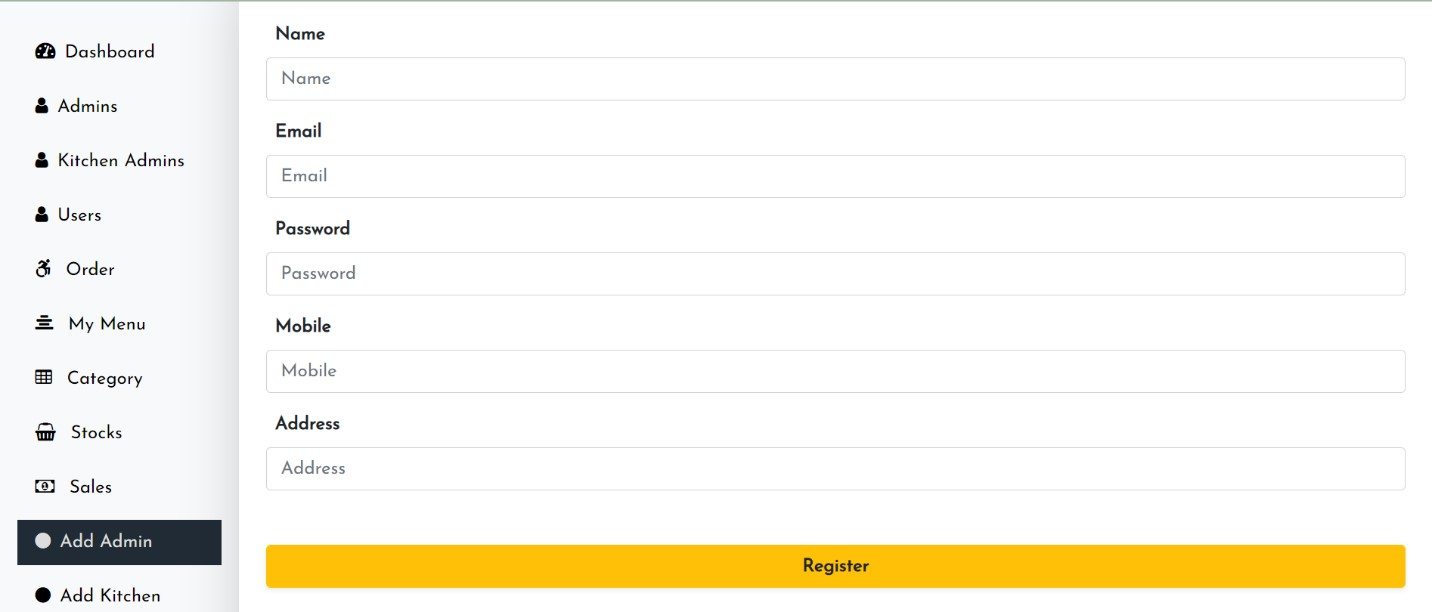 Dashboard
Admins
Kitchen Admins
Users
Order
My Menu
Category
Stocks
Sales
Add Admin
Add Kitchen
Name
Name
Email
Email
Password
Password
Mobile
Mobile
Address
Address
Register